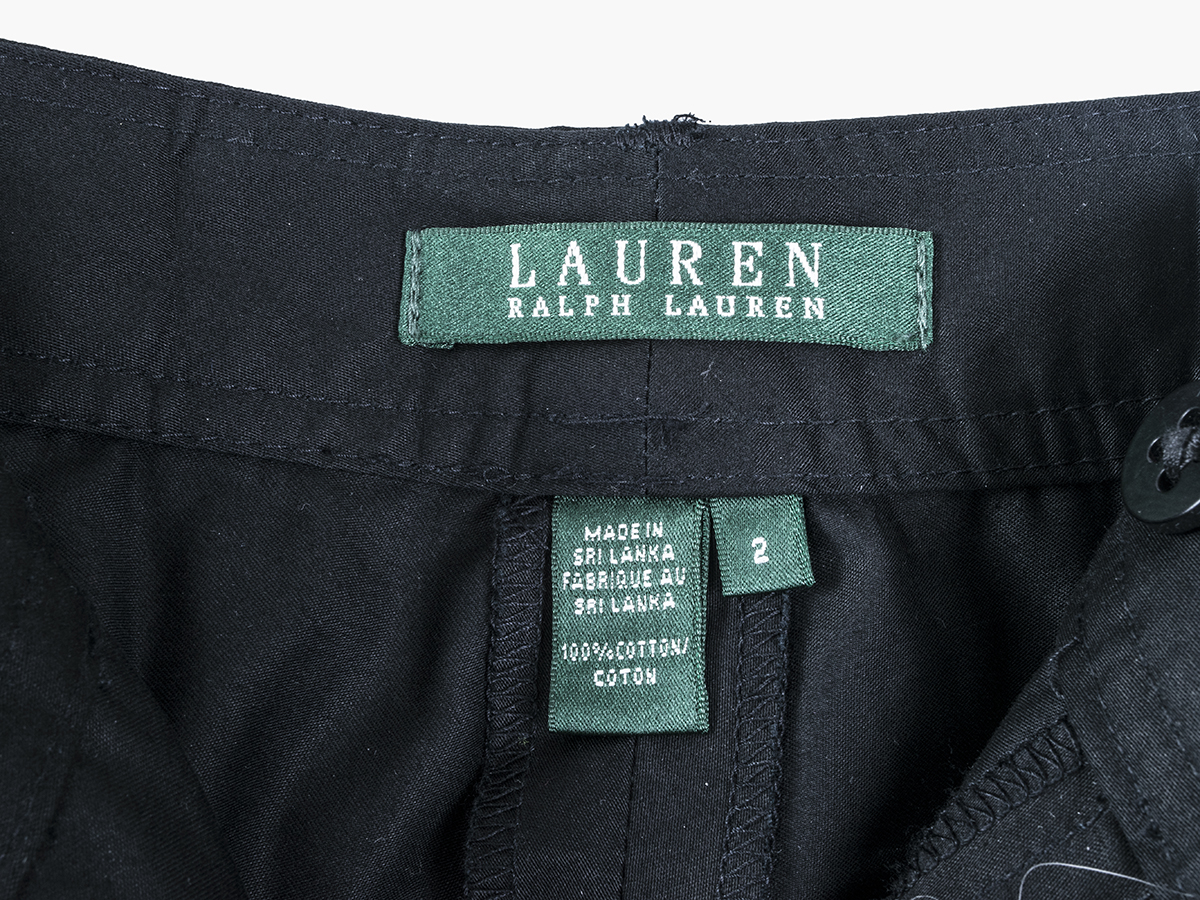 LAUREN
RALPH LAUREN
MADE IN
SRI LANKA
FABRIQUE AU
SRI LANKA
100%COTTON/
COTON
2